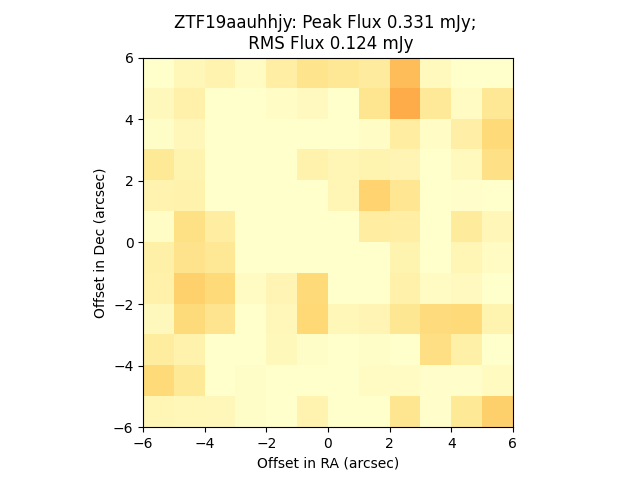 ZTF19aauhhjy: Peak Flux 0.331 mJy;
RMS Flux 0.124 mJy
6
4
2
0
−2
−4
−6
Offset in Dec (arcsec)
−6 −4 −2 0 2 4 6
Offset in RA (arcsec)